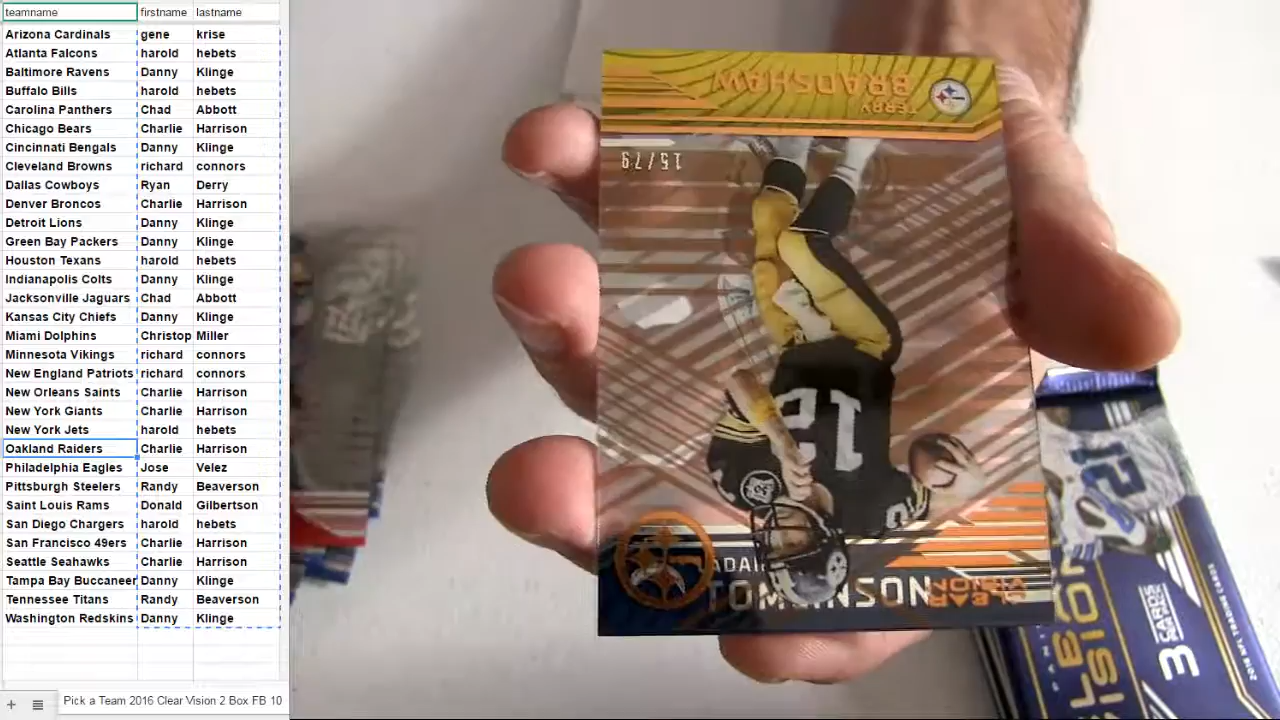 teamname firstname lastname
Arizona Cardinals gene krise
Atlanta Falcons harold hebets
Baltimore Ravens Danny Klinge
Buffalo Bills harold hebets
Carolina Panthers Chad Abbott
Chicago Bears Charlie Harrison
Cincinnati Bengals Danny Klinge
Cleveland Browns richard connors
Dallas Cowboys Ryan Derry
Denver Broncos Charlie Harrison
Detroit Lions Danny Klinge
Green Bay Packers Danny Klinge
Houston Texans harold hebets
Indianapolis Colts Danny Klinge
Jacksonville Jaguars Chad Abbott
Kansas City Chiefs Danny Klinge
Miami Dolphins Christop Miller
Minnesota Vikings richard connors
New England Patriots richard connors
New Orleans Saints Charlie Harrison
New York Giants Charlie Harrison
New York Jets harold hebets
Oakland Raiders Charlie Harrison
Philadelphia Eagles Jose Velez
Pittsburgh Steelers Randy Beaverson
Saint Louis Rams Donald Gilbertson
San Diego Chargers harold hebets
San Francisco 49ers Charlie Harrison
Seattle Seahawks Charlie Harrison
Tampa Bay Buccaneer Danny Klinge
Tennessee Titans Randy Beaverson
Washington Redskins Danny Klinge
Pick a Team 2016 Clear Vision 2 Box FB 10
TERRY
BRADSHAW
15/79
12
TOMLINSON
CLEAR
VISION
12
3
CARDS